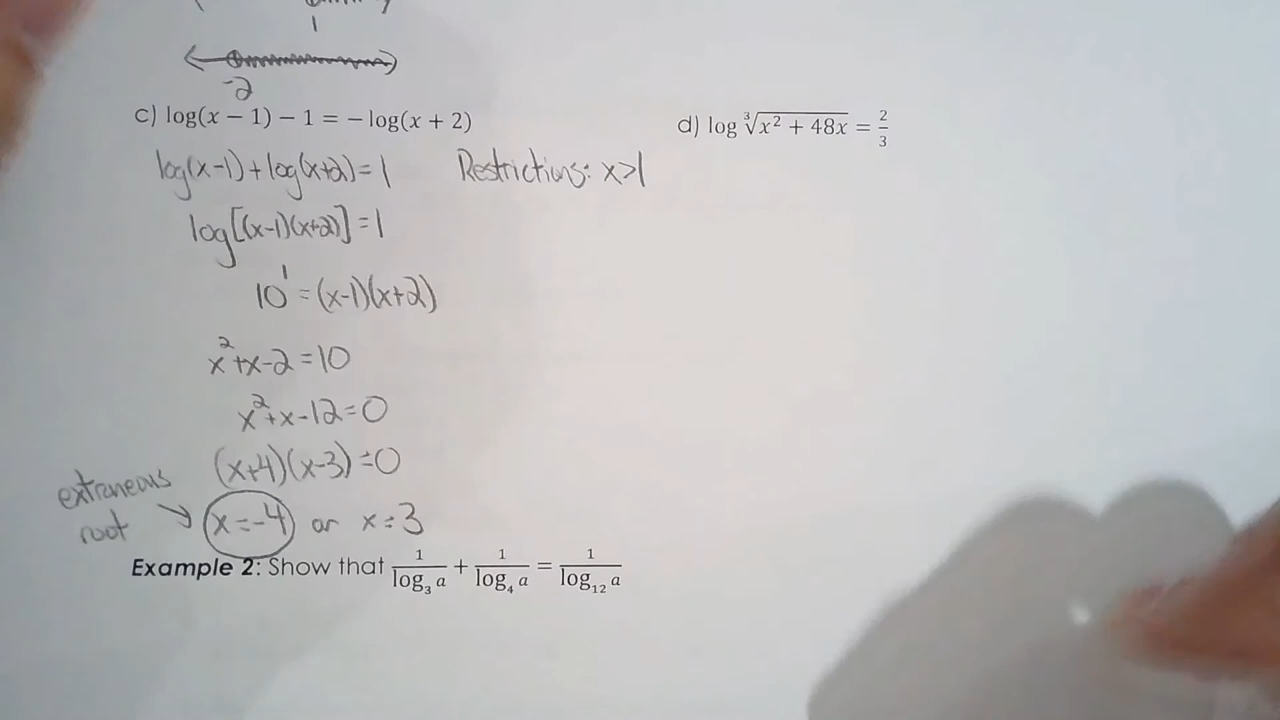 1
-2
c) log(x − 1) − 1 = − log(x + 2)
log(x-1)+log(x+2)=1
Restrictions: x>1
log[(x-1)(x+2)]=1
10¹=(x-1)(x+2)
x²+x-2=10
x²+x-12=0
(x+4)(x-3)=0
extraneous root
x=-4 or x=3
d) log ∛(x² + 48x) = 2/3
Example 2: Show that 1/log₃ a + 1/log₄ a = 1/log₁₂ a